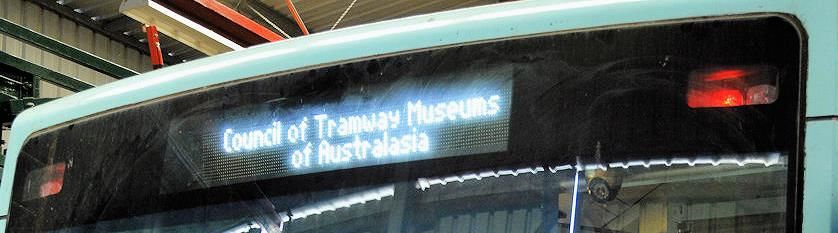 Council of Tramway Museums
of Australasia